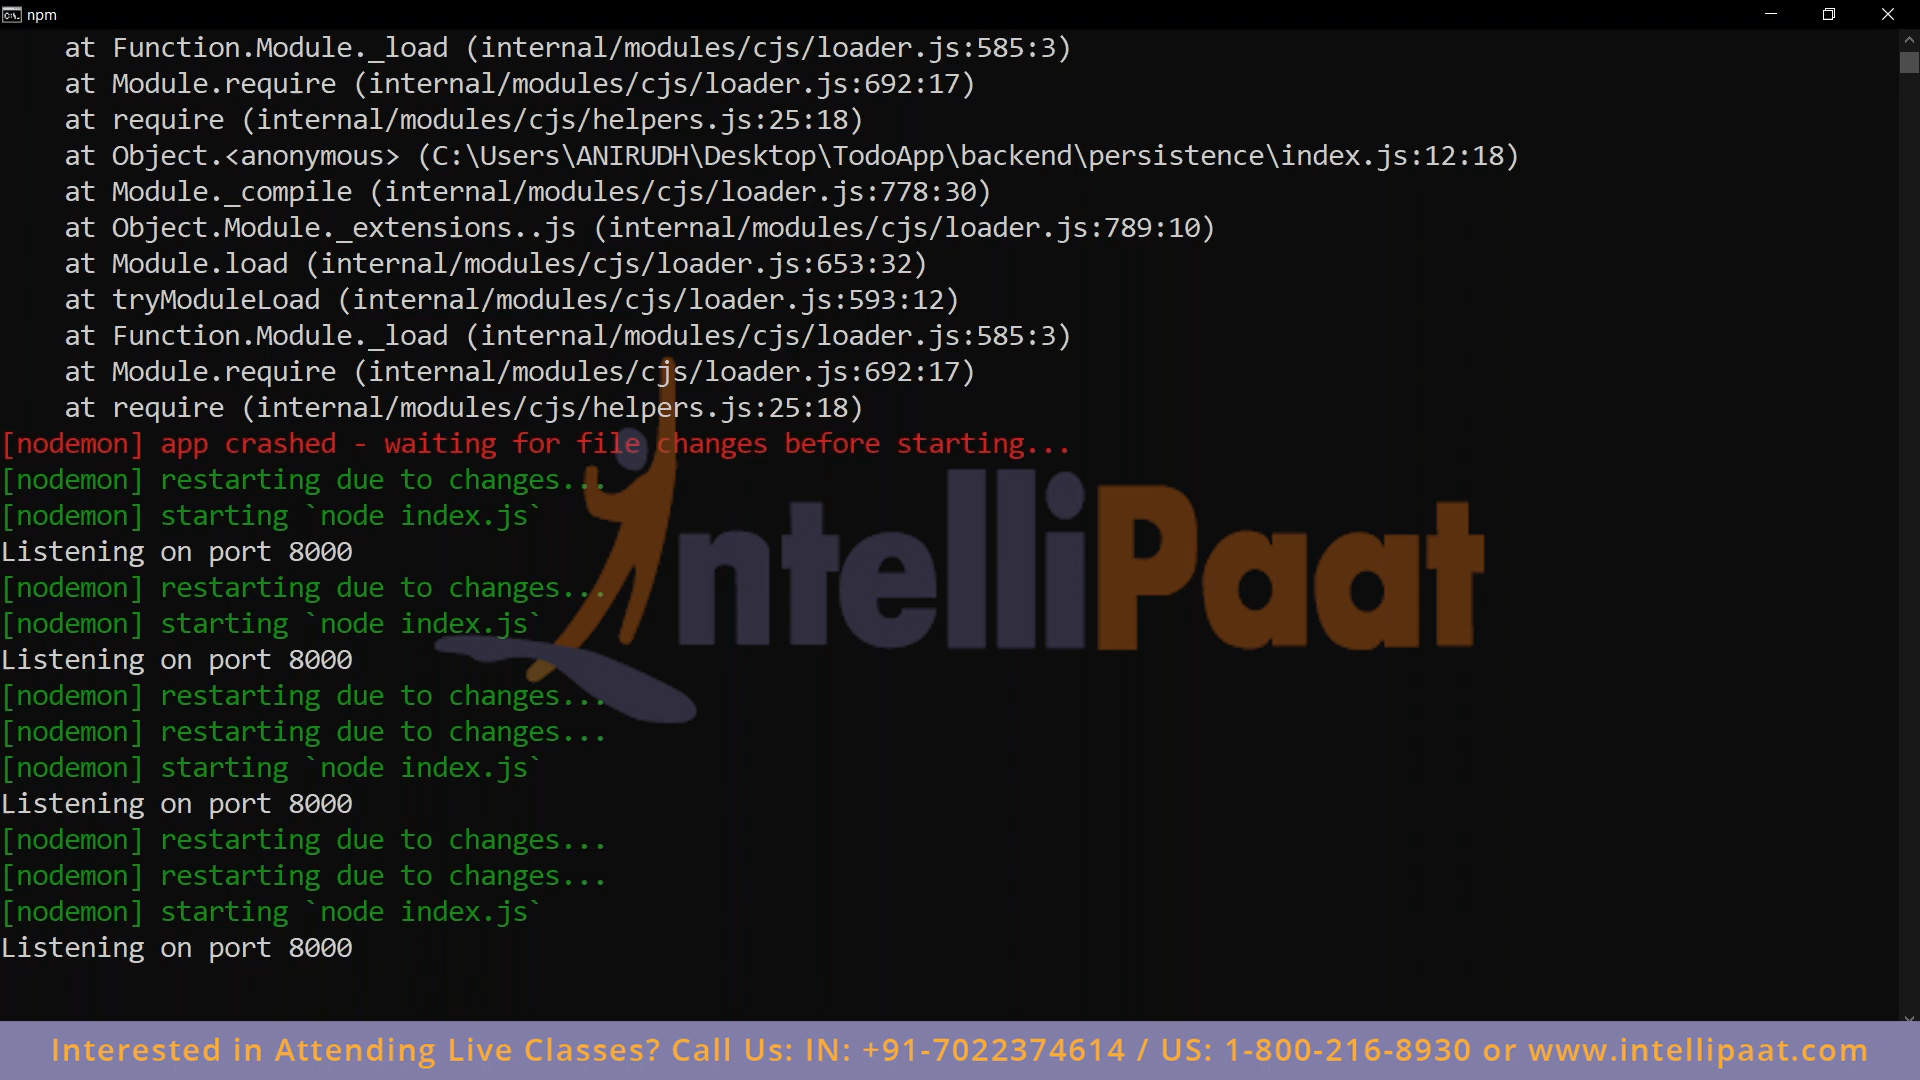 npm
at Function.Module._load (internal/modules/cjs/loader.js:585:3)
at Module.require (internal/modules/cjs/loader.js:692:17)
at require (internal/modules/cjs/helpers.js:25:18)
at Object.<anonymous> (C:\Users\ANIRUDH\Desktop\TodoApp\backend\persistence\index.js:12:18)
at Module._compile (internal/modules/cjs/loader.js:778:30)
at Object.Module._extensions..js (internal/modules/cjs/loader.js:789:10)
at Module.load (internal/modules/cjs/loader.js:653:32)
at tryModuleLoad (internal/modules/cjs/loader.js:593:12)
at Function.Module._load (internal/modules/cjs/loader.js:585:3)
at Module.require (internal/modules/cjs/loader.js:692:17)
at require (internal/modules/cjs/helpers.js:25:18)
[nodemon] app crashed - waiting for file changes before starting...
[nodemon] restarting due to changes...
[nodemon] starting `node index.js`
Listening on port 8000
[nodemon] restarting due to changes...
[nodemon] starting `node index.js`
Listening on port 8000
[nodemon] restarting due to changes...
[nodemon] restarting due to changes...
[nodemon] starting `node index.js`
Listening on port 8000
[nodemon] restarting due to changes...
[nodemon] restarting due to changes...
[nodemon] starting `node index.js`
Listening on port 8000
IntelliPaat
Interested in Attending Live Classes? Call Us: IN: +91-7022374614 / US: 1-800-216-8930 or www.intellipaat.com